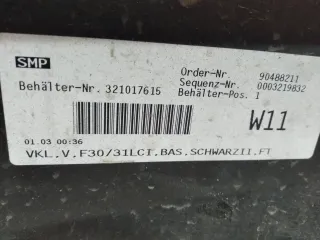 SMP
Order-Nr. 90488211
Behälter-Nr. 321017615 Sequenz-Nr. 0003219832
Behälter-Pos. 1
W11
01.03 00:36
VKL,V,F30/31LCI,BAS,SCHWARZII,FT